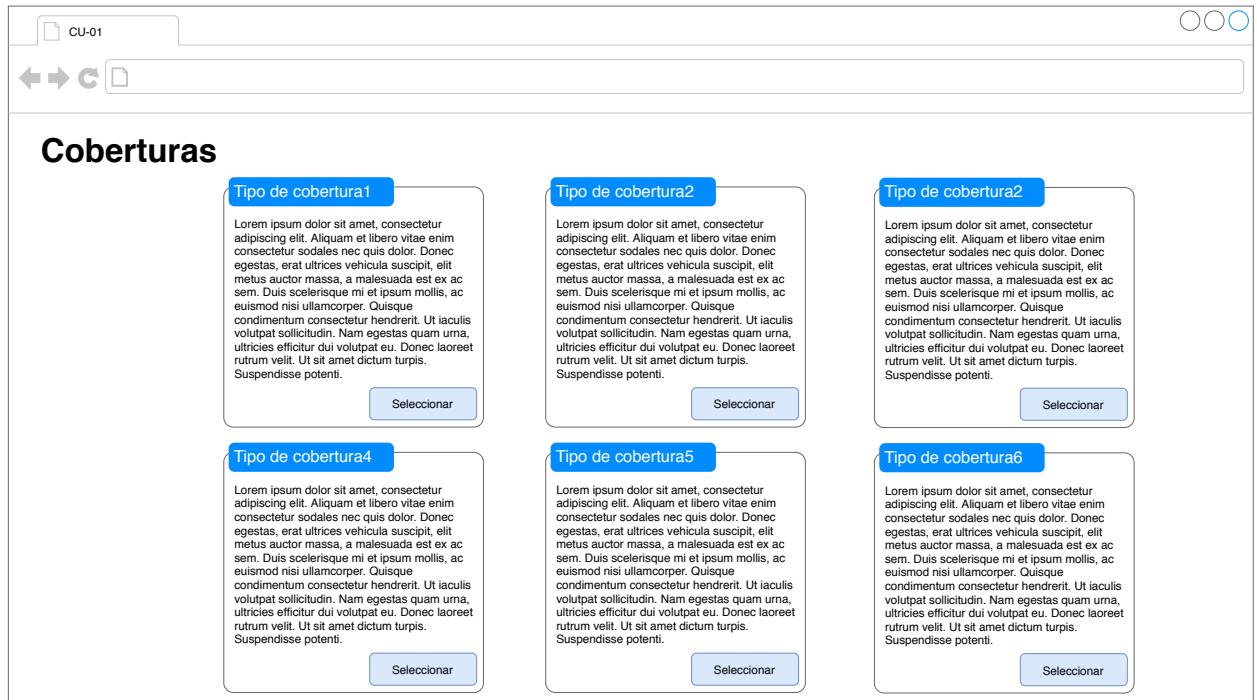 CU-01
Coberturas
Tipo de cobertura1
Lorem ipsum dolor sit amet, consectetur
adipiscing elit. Aliquam et libero vitae enim
consectetur sodales nec quis dolor. Donec
egestas, erat ultrices vehicula suscipit, elit
metus auctor massa, a malesuada est ex ac
sem. Duis scelerisque mi et ipsum mollis, ac
euismod nisi ullamcorper. Quisque
condimentum consectetur hendrerit. Ut iaculis
volutpat sollicitudin. Nam egestas quam urna,
ultricies efficitur dui volutpat eu. Donec laoreet
rutrum velit. Ut sit amet dictum turpis.
Suspendisse potenti.
Seleccionar
Tipo de cobertura2
Lorem ipsum dolor sit amet, consectetur
adipiscing elit. Aliquam et libero vitae enim
consectetur sodales nec quis dolor. Donec
egestas, erat ultrices vehicula suscipit, elit
metus auctor massa, a malesuada est ex ac
sem. Duis scelerisque mi et ipsum mollis, ac
euismod nisi ullamcorper. Quisque
condimentum consectetur hendrerit. Ut iaculis
volutpat sollicitudin. Nam egestas quam urna,
ultricies efficitur dui volutpat eu. Donec laoreet
rutrum velit. Ut sit amet dictum turpis.
Suspendisse potenti.
Seleccionar
Tipo de cobertura2
Lorem ipsum dolor sit amet, consectetur
adipiscing elit. Aliquam et libero vitae enim
consectetur sodales nec quis dolor. Donec
egestas, erat ultrices vehicula suscipit, elit
metus auctor massa, a malesuada est ex ac
sem. Duis scelerisque mi et ipsum mollis, ac
euismod nisi ullamcorper. Quisque
condimentum consectetur hendrerit. Ut iaculis
volutpat sollicitudin. Nam egestas quam urna,
ultricies efficitur dui volutpat eu. Donec laoreet
rutrum velit. Ut sit amet dictum turpis.
Suspendisse potenti.
Seleccionar
Tipo de cobertura4
Lorem ipsum dolor sit amet, consectetur
adipiscing elit. Aliquam et libero vitae enim
consectetur sodales nec quis dolor. Donec
egestas, erat ultrices vehicula suscipit, elit
metus auctor massa, a malesuada est ex ac
sem. Duis scelerisque mi et ipsum mollis, ac
euismod nisi ullamcorper. Quisque
condimentum consectetur hendrerit. Ut iaculis
volutpat sollicitudin. Nam egestas quam urna,
ultricies efficitur dui volutpat eu. Donec laoreet
rutrum velit. Ut sit amet dictum turpis.
Suspendisse potenti.
Seleccionar
Tipo de cobertura5
Lorem ipsum dolor sit amet, consectetur
adipiscing elit. Aliquam et libero vitae enim
consectetur sodales nec quis dolor. Donec
egestas, erat ultrices vehicula suscipit, elit
metus auctor massa, a malesuada est ex ac
sem. Duis scelerisque mi et ipsum mollis, ac
euismod nisi ullamcorper. Quisque
condimentum consectetur hendrerit. Ut iaculis
volutpat sollicitudin. Nam egestas quam urna,
ultricies efficitur dui volutpat eu. Donec laoreet
rutrum velit. Ut sit amet dictum turpis.
Suspendisse potenti.
Seleccionar
Tipo de cobertura6
Lorem ipsum dolor sit amet, consectetur
adipiscing elit. Aliquam et libero vitae enim
consectetur sodales nec quis dolor. Donec
egestas, erat ultrices vehicula suscipit, elit
metus auctor massa, a malesuada est ex ac
sem. Duis scelerisque mi et ipsum mollis, ac
euismod nisi ullamcorper. Quisque
condimentum consectetur hendrerit. Ut iaculis
volutpat sollicitudin. Nam egestas quam urna,
ultricies efficitur dui volutpat eu. Donec laoreet
rutrum velit. Ut sit amet dictum turpis.
Suspendisse potenti.
Seleccionar